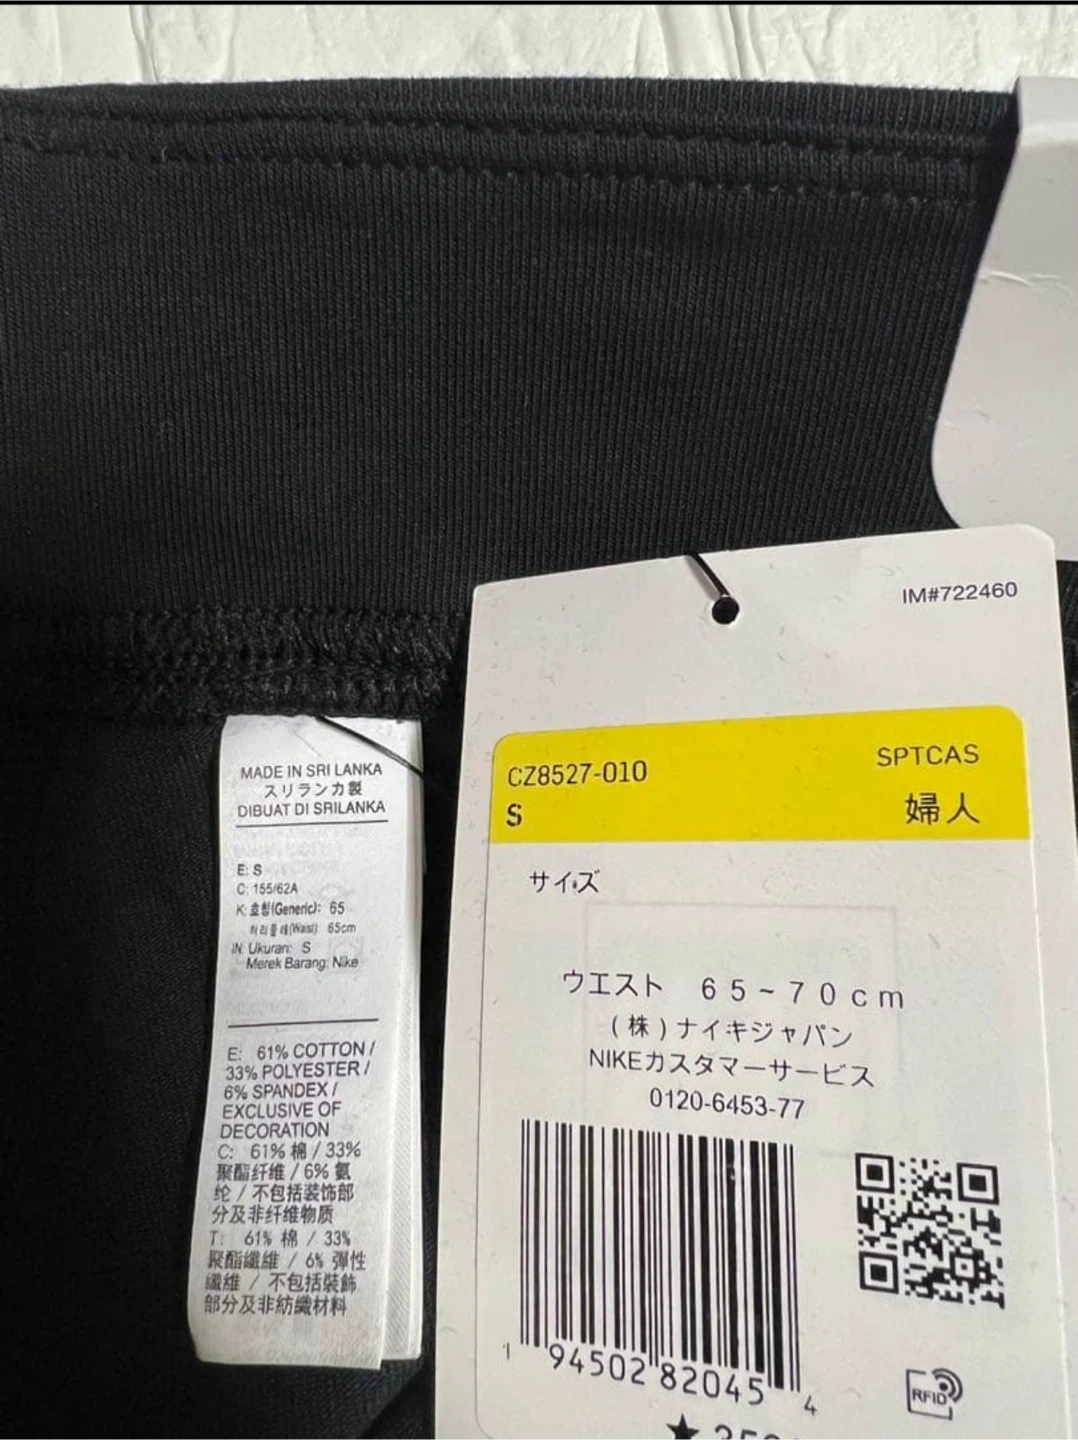 MADE IN SRI LANKA
スリランカ製
DIBUAT DI SRILANKA
E: S
C: 155/62A
K: 호칭(Generic): 65
허리둘레(Waist): 65cm
IN: Ukuran: S
Merek Barang: Nike
E: 61% COTTON /
33% POLYESTER /
6% SPANDEX /
EXCLUSIVE OF
DECORATION
C: 61% 棉 / 33%
聚酯纤维 / 6% 氨
纶 / 不包括装饰部
分及非纤维物质
T: 61% 棉 / 33%
聚酯纖維 / 6% 彈性
纖維 / 不包括裝飾
部分及非紡織材料
IM#722460
CZ8527-010
SPTCAS
S
婦人
サイズ
ウエスト 65~70cm
(株)ナイキジャパン
NIKEカスタマーサービス
0120-6453-77
1 94502 82045 4
RFID